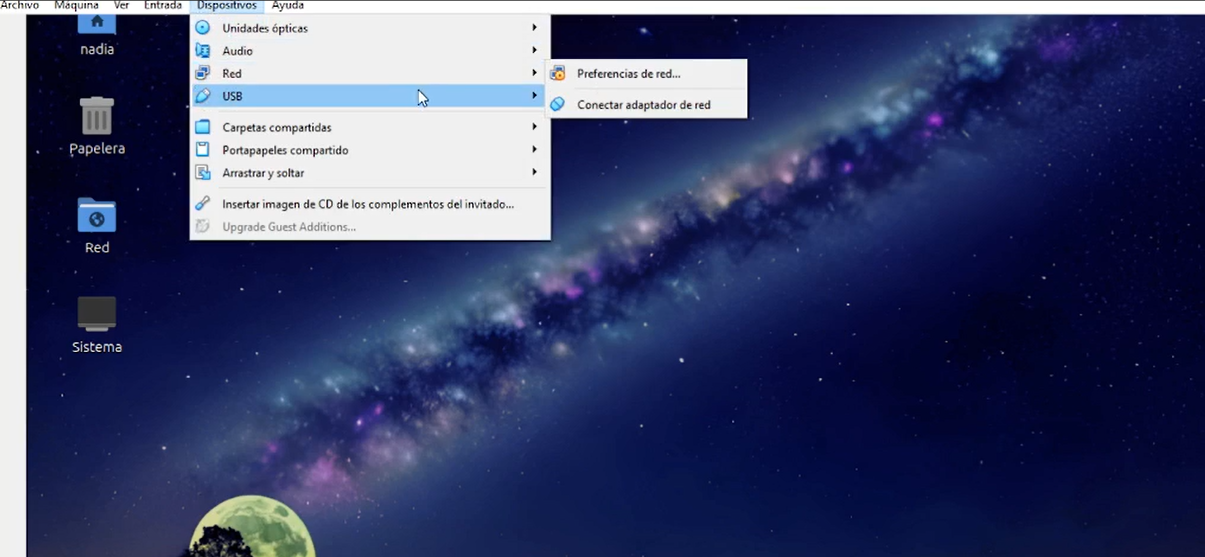 Archivo Máquina Ver Entrada Dispositivos Ayuda
nadia
Papelera
Red
Sistema
Unidades ópticas
Audio
Red
USB
Carpetas compartidas
Portapapeles compartido
Arrastrar y soltar
Insertar imagen de CD de los complementos del invitado...
Upgrade Guest Additions...
Preferencias de red...
Conectar adaptador de red